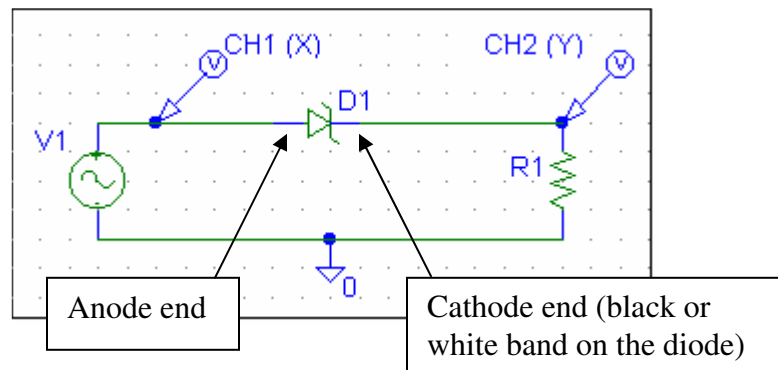 CH1 (X)
CH2 (Y)
D1
V1
R1
0
Anode end
Cathode end (black or
white band on the diode)